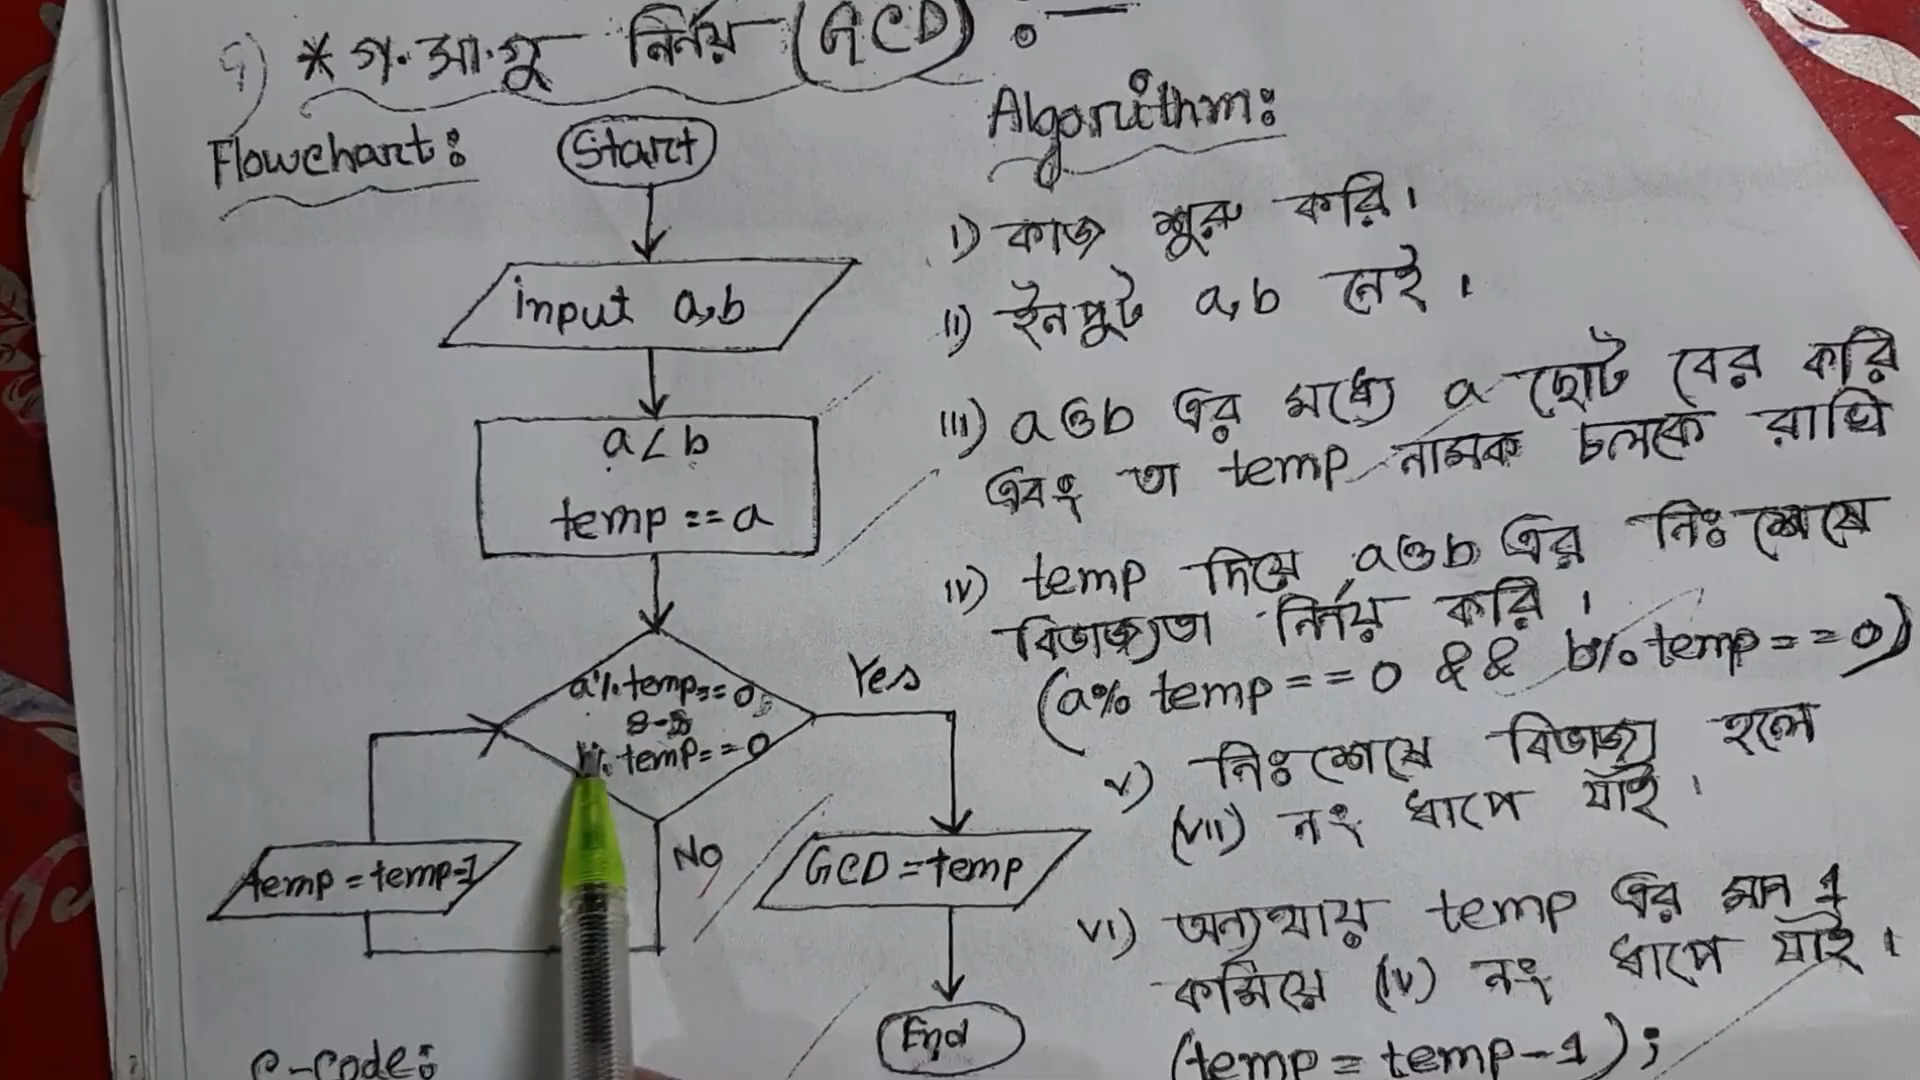 ৭) * গ.সা.গু নির্নয় (GCD) :—
Flowchart:
Start
input a,b
a<b
temp==a
a%temp==0
&&
b%temp==0
Yes
No
temp=temp-1
GCD=temp
End
C-code:
Algorithm:
i) কাজ শুরু করি।
ii) ইনপুট a,b নেই।
iii) a ও b এর মধ্যে a ছোট বের করি
এবং তা temp নামক চলকে রাখি
iv) temp দিয়ে a ও b এর নিঃশেষে
বিভাজ্যতা নির্নয় করি।
(a% temp==0 && b% temp==0)
v) নিঃশেষে বিভাজ্য হলে
(vii) নং ধাপে যাই।
vi) অন্যথায় temp এর মান 1
কমিয়ে (iv) নং ধাপে যাই।
(temp = temp-1);